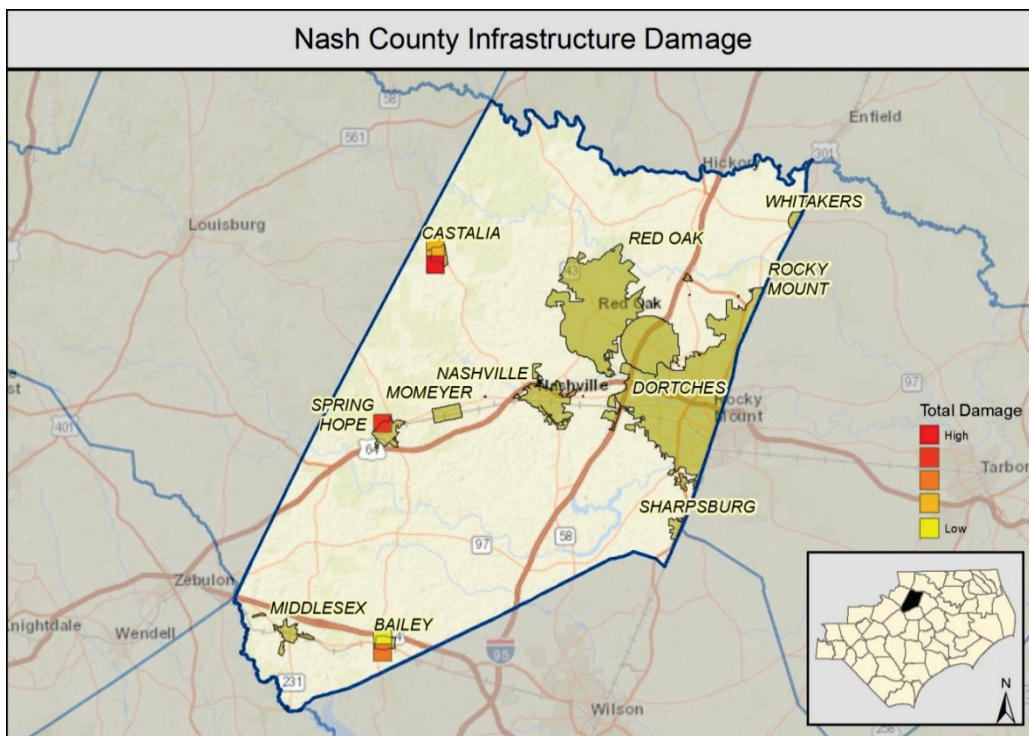 Nash County Infrastructure Damage
58
561
Enfield
301
Hickory
WHITAKERS
Louisburg
CASTALIA
RED OAK
43
ROCKY
MOUNT
Red Oak
NASHVILLE
Nashville
MOMEYER
DORTCHES
Rocky
Mount
97
SPRING
HOPE
64
401
Total Damage
High
Low
Tarbor
SHARPSBURG
58
97
Zebulon
MIDDLESEX
BAILEY
Knightdale
Wendell
95
231
Wilson
258
N